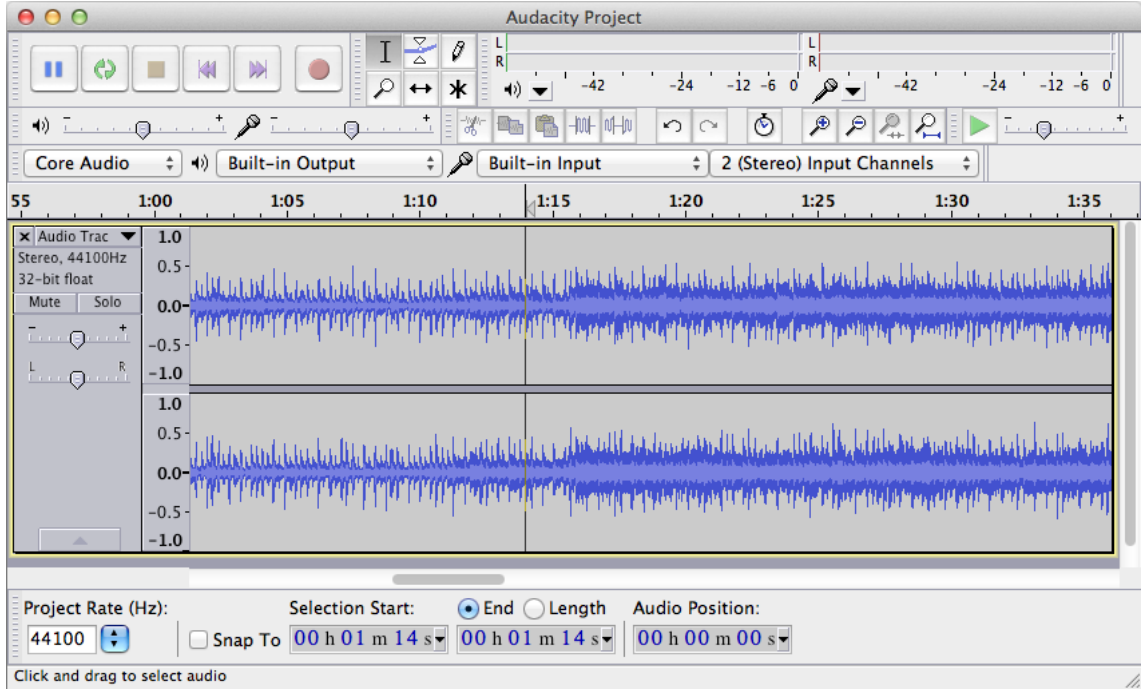 Audacity Project
L
R
-42 -24 -12 -6 0
L
R
-42 -24 -12 -6 0
- + - + - +
Core Audio Built-in Output Built-in Input 2 (Stereo) Input Channels
55 1:00 1:05 1:10 1:15 1:20 1:25 1:30 1:35
Audio Trac
Stereo, 44100Hz
32-bit float
Mute Solo
- +
L R
1.0
0.5
0.0
-0.5
-1.0
1.0
0.5
0.0
-0.5
-1.0
Project Rate (Hz): Selection Start: End Length Audio Position:
44100 Snap To 00 h 01 m 14 s 00 h 01 m 14 s 00 h 00 m 00 s
Click and drag to select audio